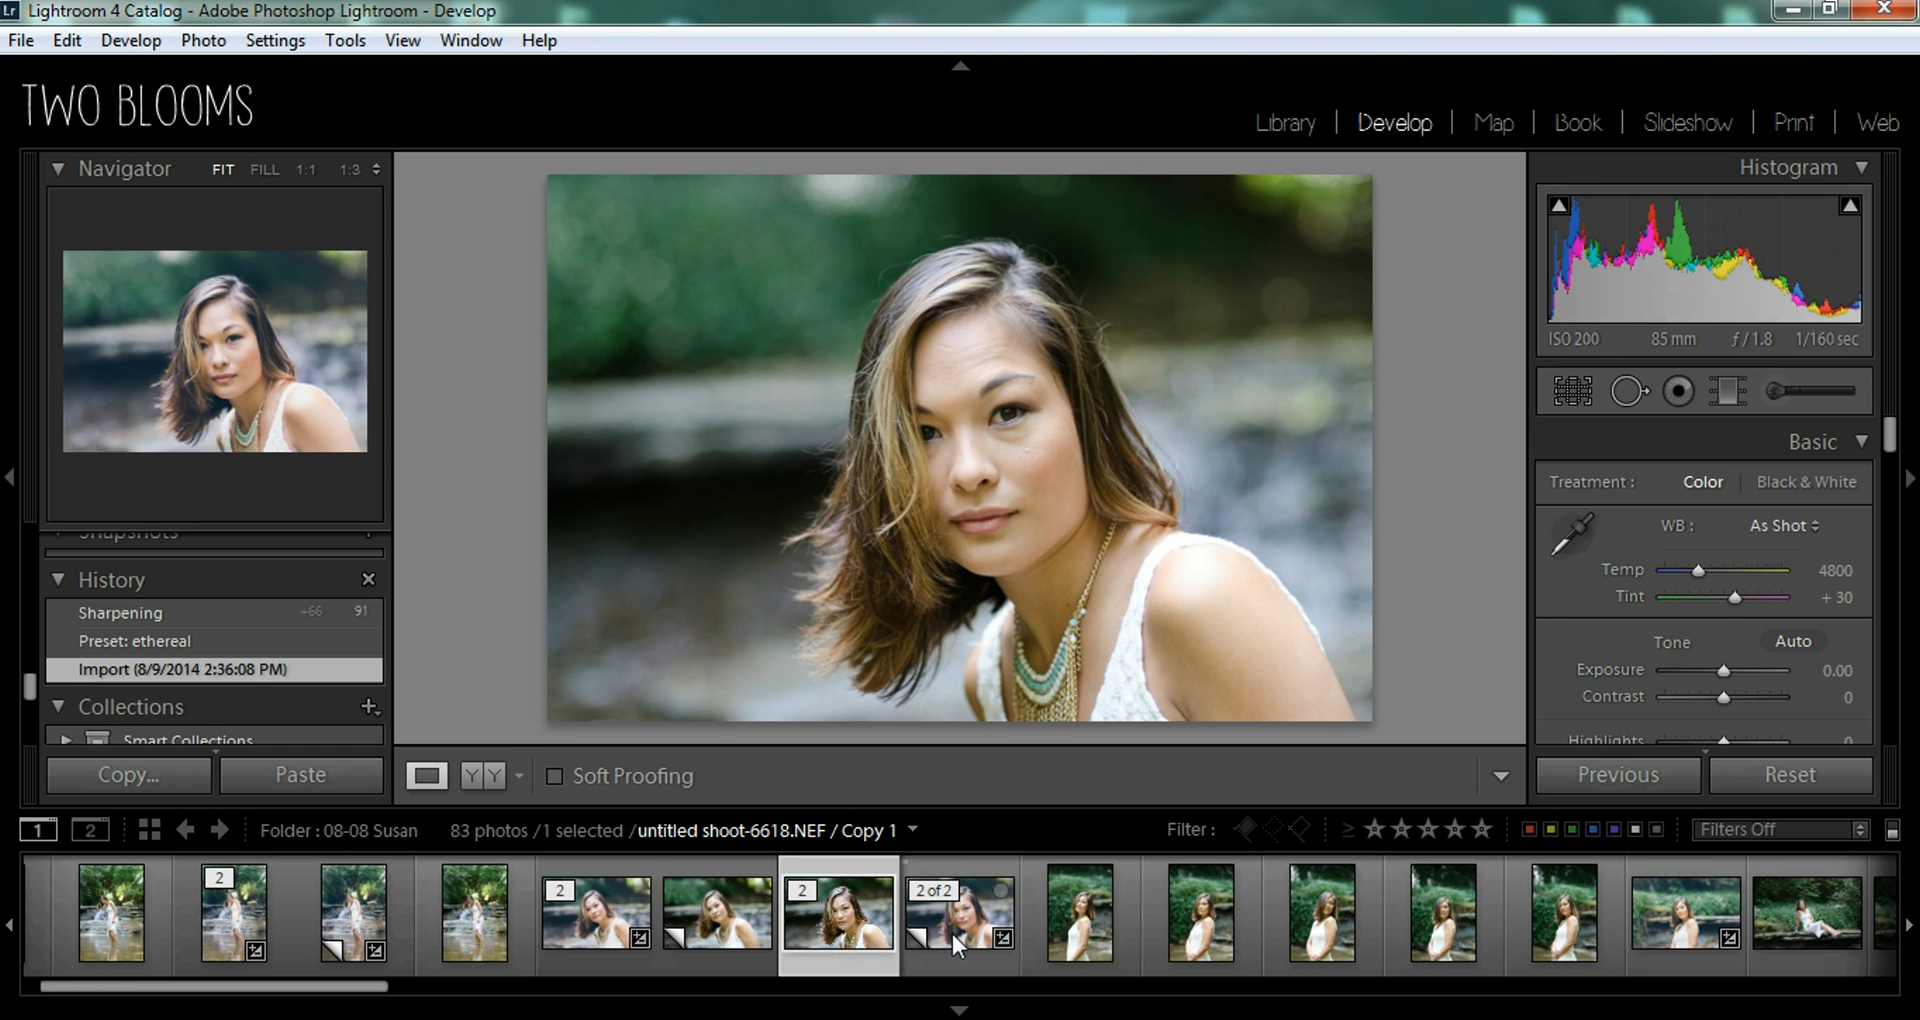 Lr Lightroom 4 Catalog - Adobe Photoshop Lightroom - Develop
File Edit Develop Photo Settings Tools View Window Help
TWO BLOOMS
Library | Develop | Map | Book | Slideshow | Print | Web
Navigator FIT FILL 1:1 1:3
Histogram
ISO 200 85 mm ƒ / 1.8 1/160 sec
Basic
Treatment : Color Black & White
WB : As Shot
Temp 4800
Tint + 30
Tone Auto
Exposure 0.00
Contrast 0
Highlights 0
Previous Reset
Snapshots
History
Sharpening +66 91
Preset: ethereal
Import (8/9/2014 2:36:08 PM)
Collections
Smart Collections
Copy... Paste
Y Y Soft Proofing
1 2 Folder : 08-08 Susan 83 photos / 1 selected / untitled shoot-6618.NEF / Copy 1
Filter : ≥ Filters Off
2
2
2
2 of 2